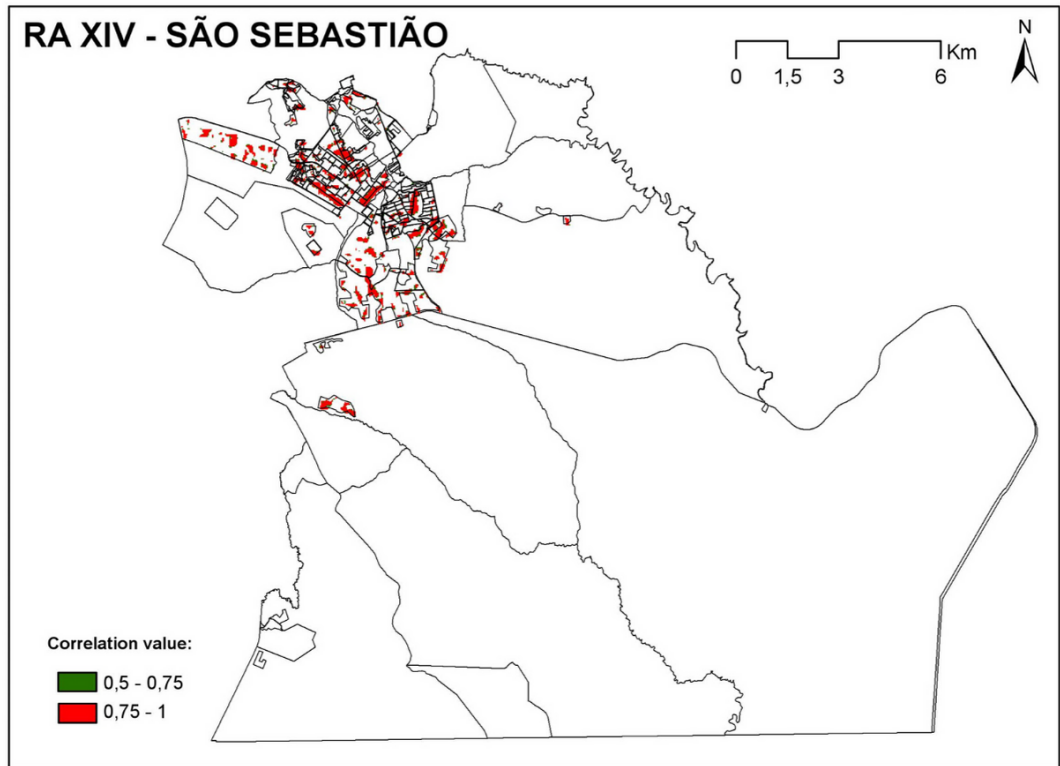 RA XIV - SÃO SEBASTIÃO
N
Km
0 1,5 3 6
Correlation value:
0,5 - 0,75
0,75 - 1